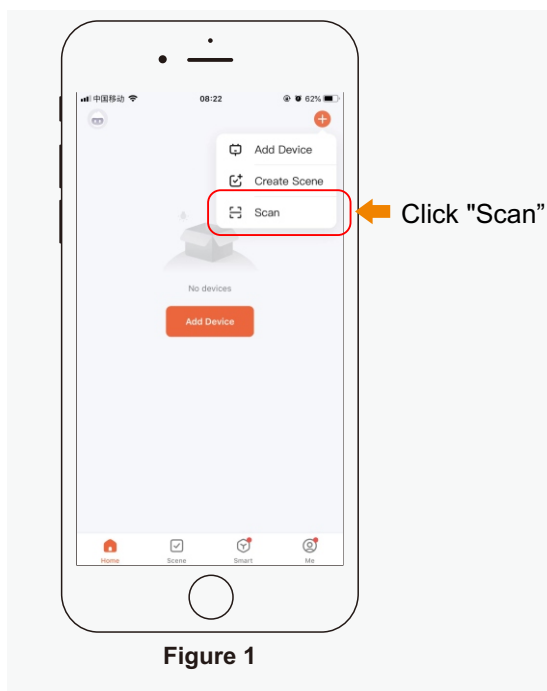 中国移动 08:22 62%
Add Device
Create Scene
Scan
Click "Scan”
No devices
Add Device
Home Scene Smart Me
Figure 1